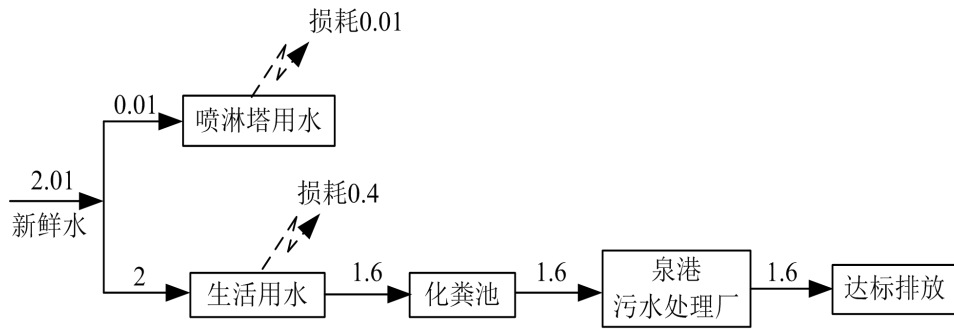 损耗0.01
0.01
喷淋塔用水
2.01
新鲜水
损耗0.4
2
生活用水
1.6
化粪池
1.6
泉港
污水处理厂
1.6
达标排放